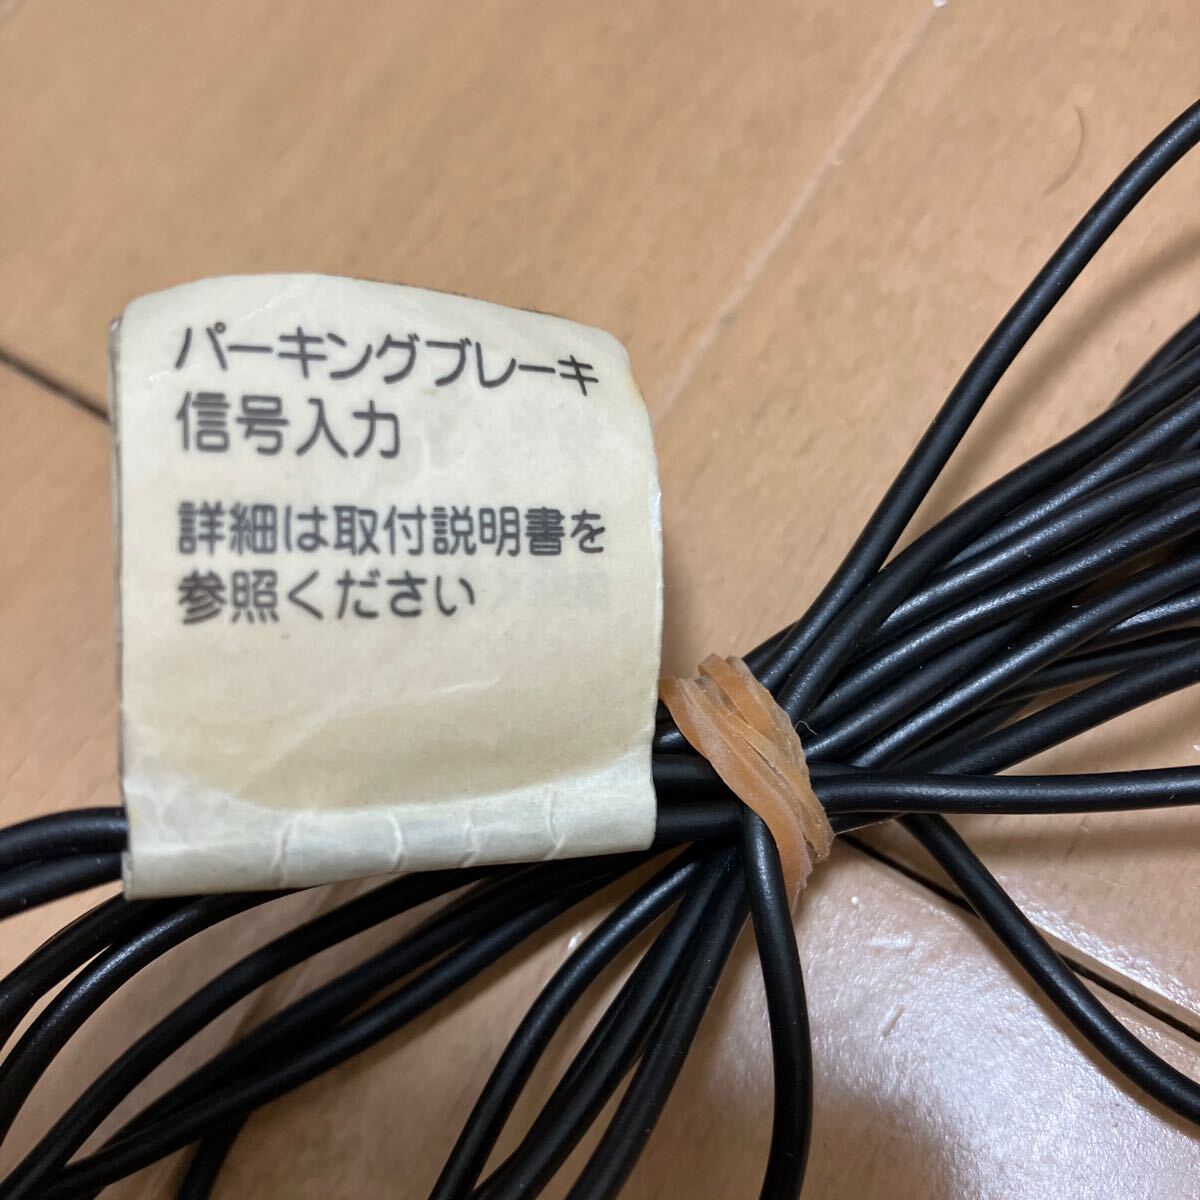 パーキングブレーキ
信号入力
詳細は取付説明書を
参照ください